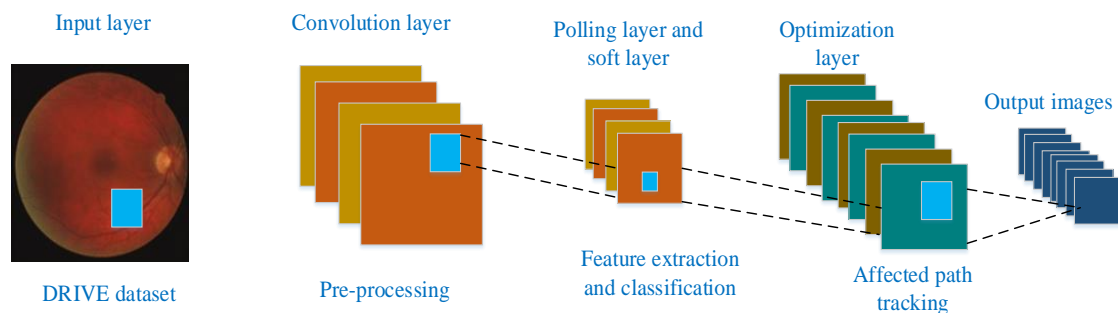 Input layer
Convolution layer
Polling layer and
soft layer
Optimization
layer
Output images
DRIVE dataset
Pre-processing
Feature extraction
and classification
Affected path
tracking